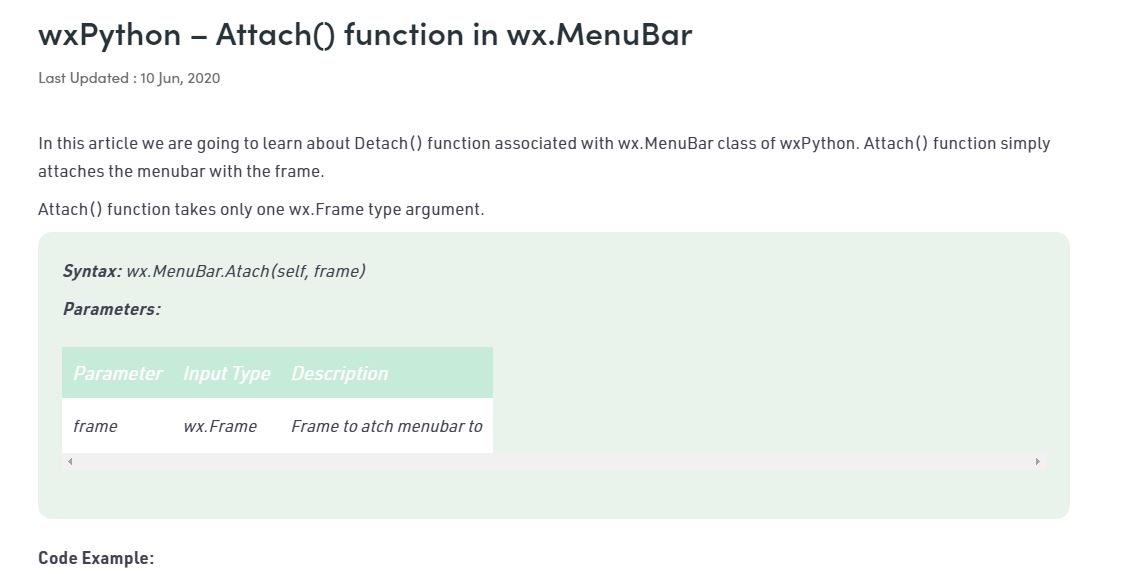 wxPython – Attach() function in wx.MenuBar
Last Updated : 10 Jun, 2020
In this article we are going to learn about Detach() function associated with wx.MenuBar class of wxPython. Attach() function simply
attaches the menubar with the frame.
Attach() function takes only one wx.Frame type argument.
Syntax: wx.MenuBar.Atach(self, frame)
Parameters:
Parameter Input Type Description
frame wx.Frame Frame to atch menubar to
Code Example: